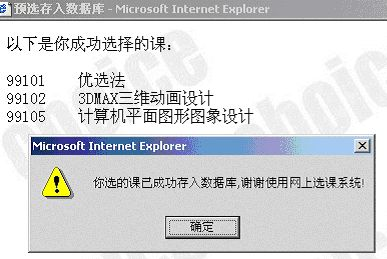 预选存入数据库 - Microsoft Internet Explorer
以下是你成功选择的课:
99101 优选法
99102 3DMAX三维动画设计
99105 计算机平面图形图象设计
Microsoft Internet Explorer
你选的课已成功存入数据库,谢谢使用网上选课系统!
确定